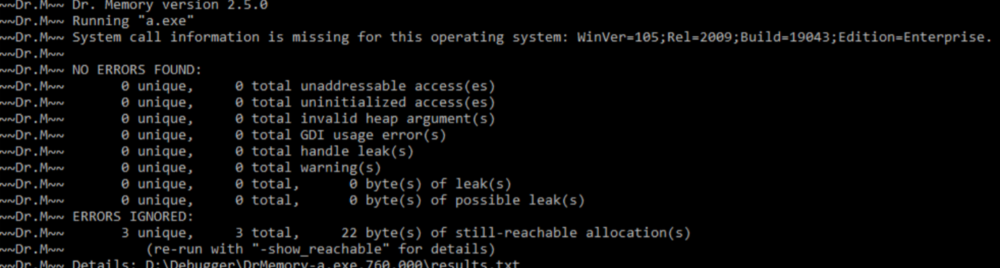 ~~Dr.M~~ Dr. Memory version 2.5.0
~~Dr.M~~ Running "a.exe"
~~Dr.M~~ System call information is missing for this operating system: WinVer=105;Rel=2009;Build=19043;Edition=Enterprise.
~~Dr.M~~
~~Dr.M~~ NO ERRORS FOUND:
~~Dr.M~~       0 unique,     0 total unaddressable access(es)
~~Dr.M~~       0 unique,     0 total uninitialized access(es)
~~Dr.M~~       0 unique,     0 total invalid heap argument(s)
~~Dr.M~~       0 unique,     0 total GDI usage error(s)
~~Dr.M~~       0 unique,     0 total handle leak(s)
~~Dr.M~~       0 unique,     0 total warning(s)
~~Dr.M~~       0 unique,     0 total,      0 byte(s) of leak(s)
~~Dr.M~~       0 unique,     0 total,      0 byte(s) of possible leak(s)
~~Dr.M~~ ERRORS IGNORED:
~~Dr.M~~       3 unique,     3 total,     22 byte(s) of still-reachable allocation(s)
~~Dr.M~~          (re-run with "-show_reachable" for details)
~~Dr.M~~ Details: D:\Debugger\DrMemory-a.exe.760.000\results.txt